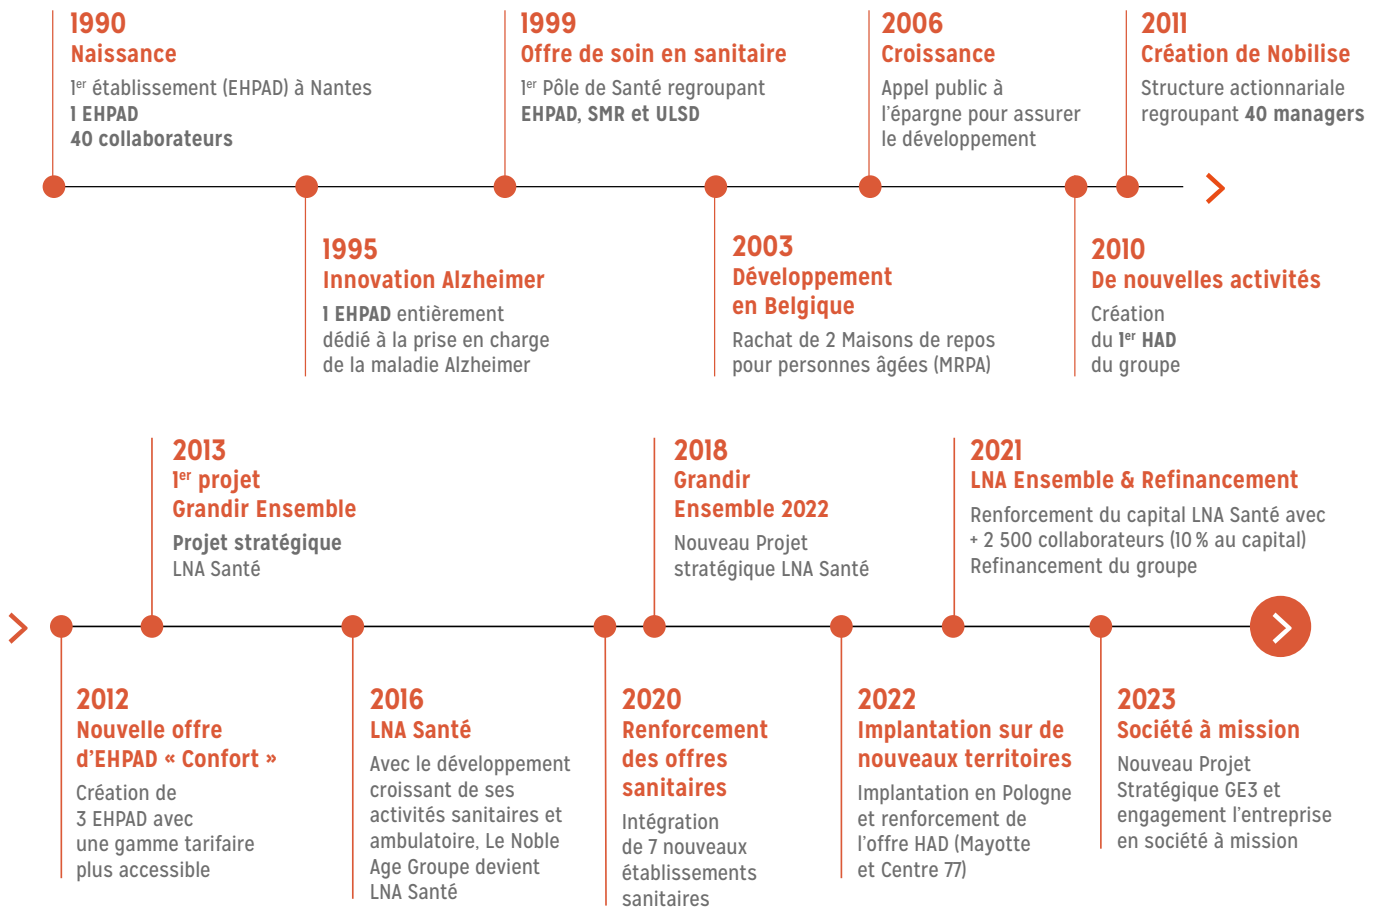 1990
Naissance
1er établissement (EHPAD) à Nantes
1 EHPAD
40 collaborateurs
1999
Offre de soin en sanitaire
1er Pôle de Santé regroupant
EHPAD, SMR et ULSD
2006
Croissance
Appel public à
l'épargne pour assurer
le développement
2011
Création de Nobilise
Structure actionnariale
regroupant 40 managers
1995
Innovation Alzheimer
1 EHPAD entièrement
dédié à la prise en charge
de la maladie Alzheimer
2003
Développement
en Belgique
Rachat de 2 Maisons de repos
pour personnes âgées (MRPA)
2010
De nouvelles activités
Création
du 1er HAD
du groupe
2013
1er projet
Grandir Ensemble
Projet stratégique
LNA Santé
2018
Grandir
Ensemble 2022
Nouveau Projet
stratégique LNA Santé
2021
LNA Ensemble & Refinancement
Renforcement du capital LNA Santé avec
+ 2 500 collaborateurs (10 % au capital)
Refinancement du groupe
2012
Nouvelle offre
d'EHPAD « Confort »
Création de
3 EHPAD avec
une gamme tarifaire
plus accessible
2016
LNA Santé
Avec le développement
croissant de ses
activités sanitaires et
ambulatoire, Le Noble
Age Groupe devient
LNA Santé
2020
Renforcement
des offres
sanitaires
Intégration
de 7 nouveaux
établissements
sanitaires
2022
Implantation sur de
nouveaux territoires
Implantation en Pologne
et renforcement de
l'offre HAD (Mayotte
et Centre 77)
2023
Société à mission
Nouveau Projet
Stratégique GE3 et
engagement l'entreprise
en société à mission